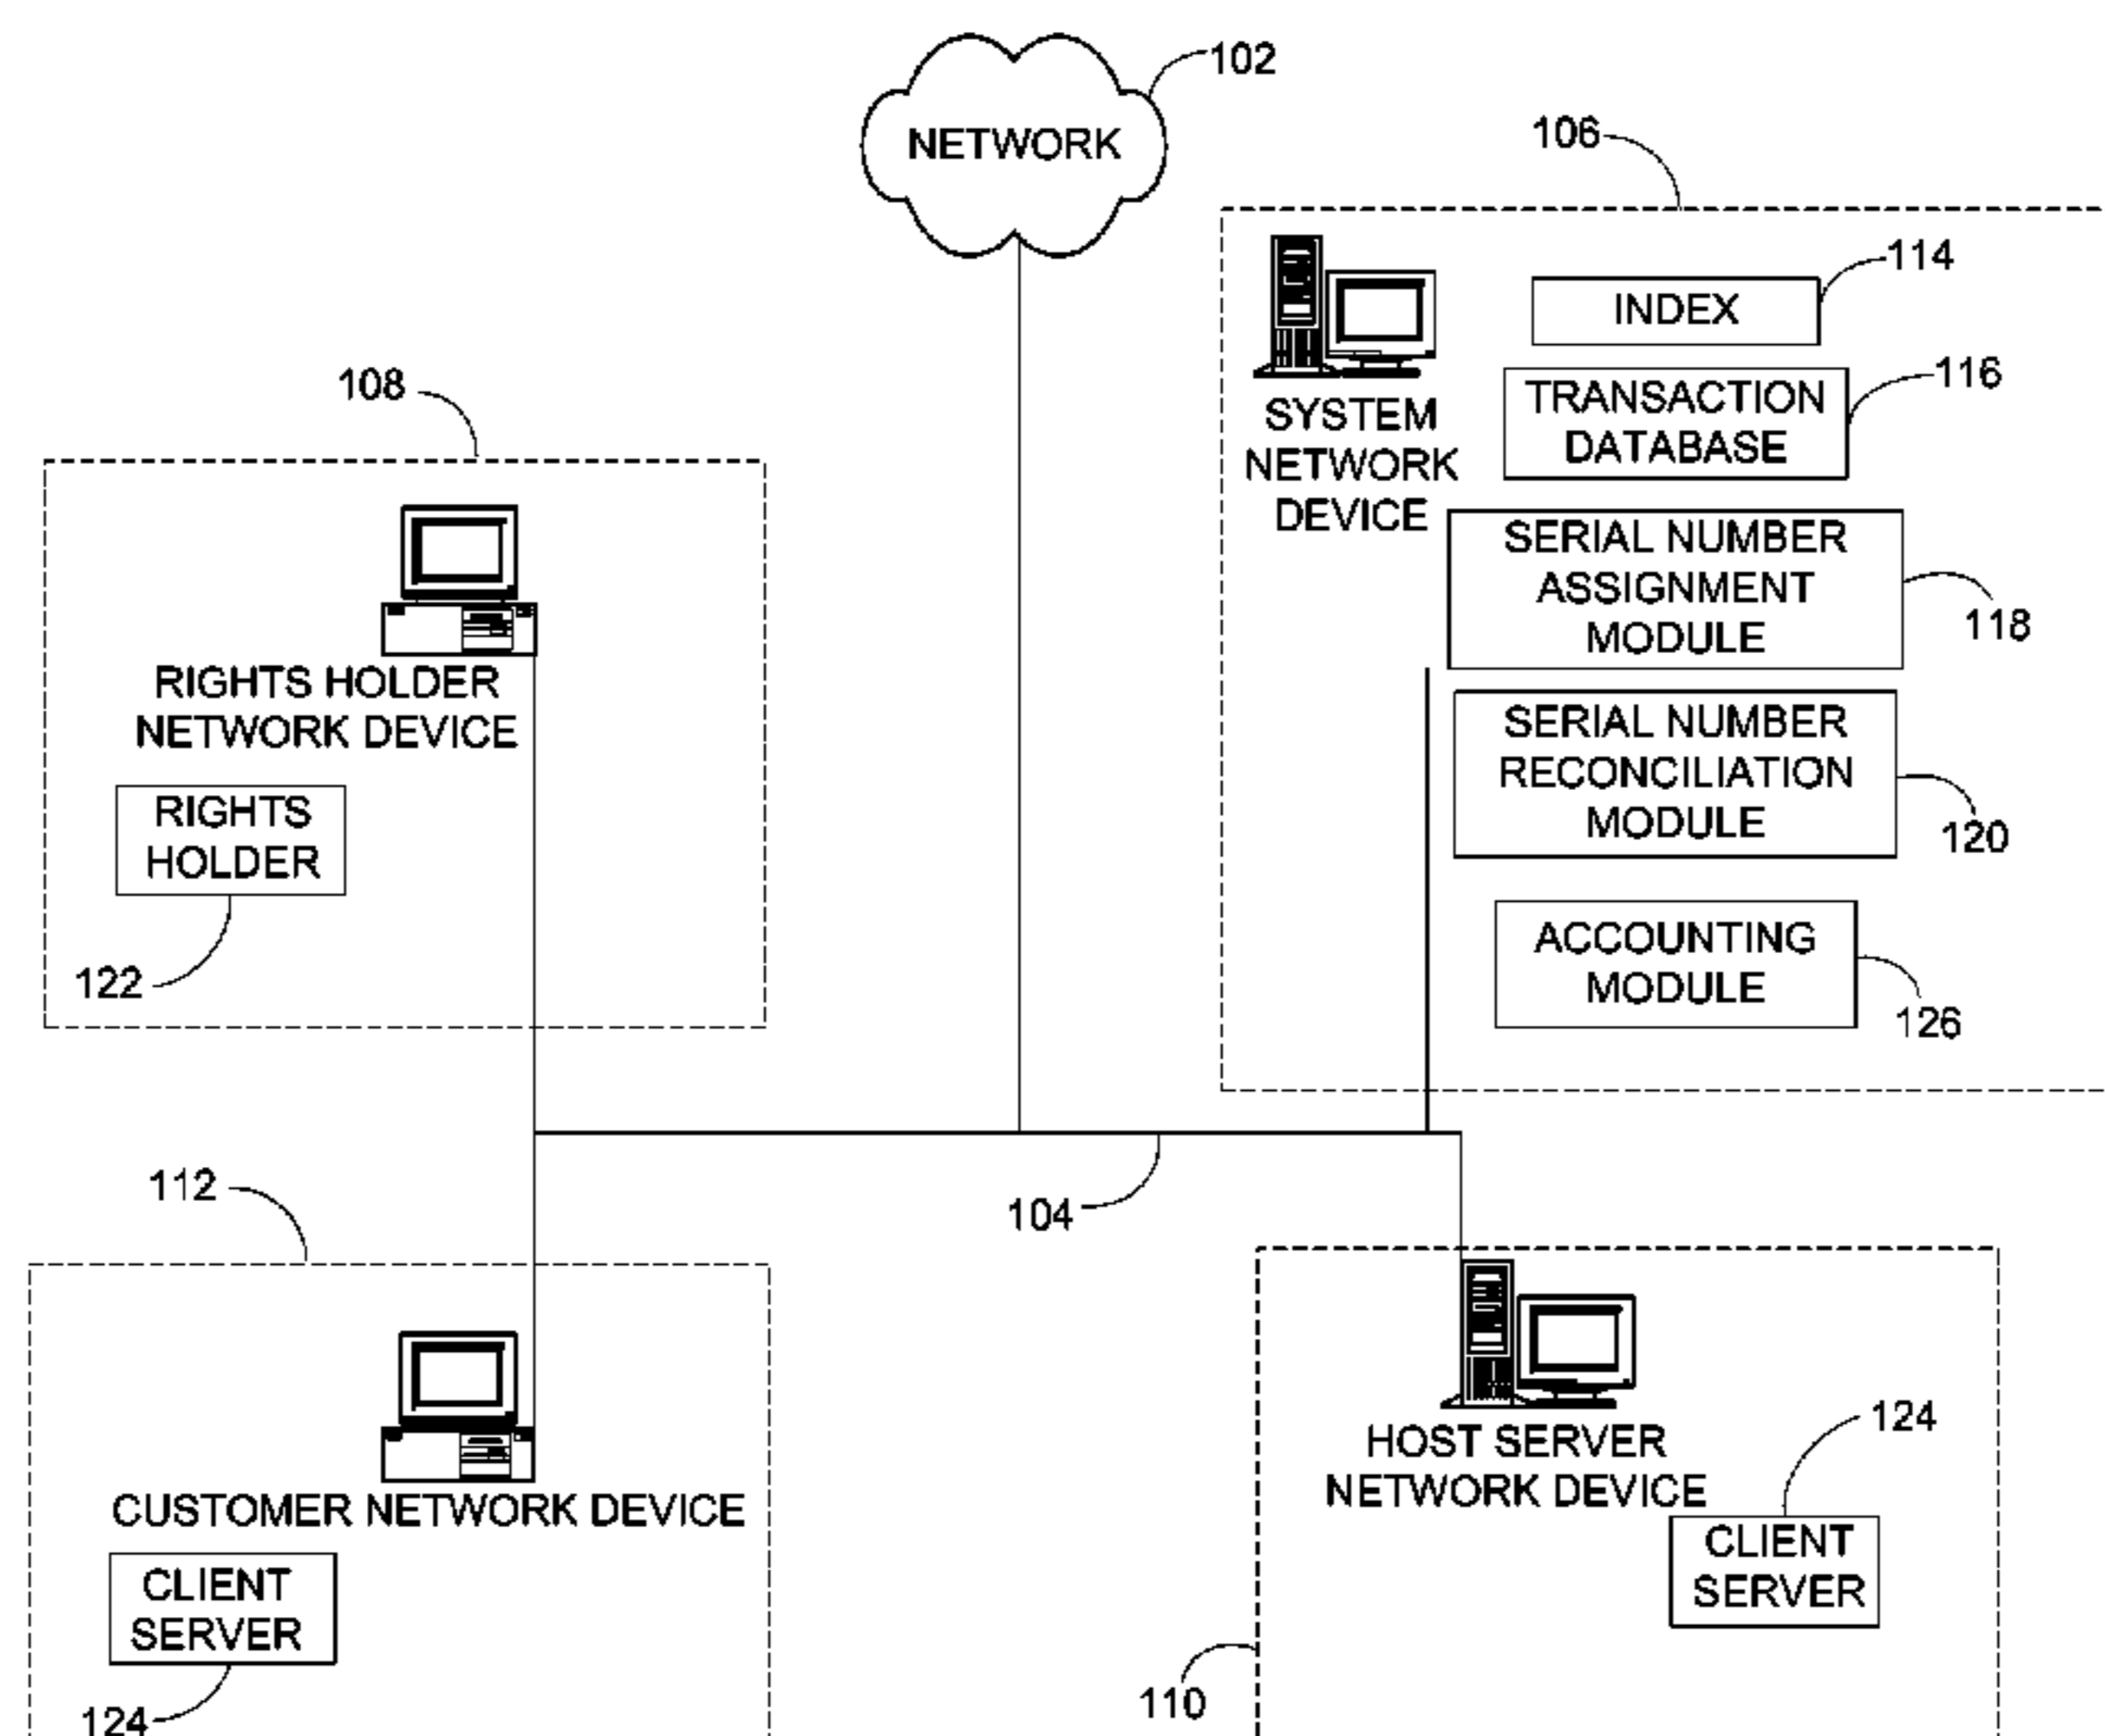 102
NETWORK
106
114
INDEX
116
TRANSACTION
DATABASE
SYSTEM
NETWORK
DEVICE
108
SERIAL NUMBER
ASSIGNMENT
MODULE
118
RIGHTS HOLDER
NETWORK DEVICE
SERIAL NUMBER
RECONCILIATION
MODULE
120
RIGHTS
HOLDER
122
ACCOUNTING
MODULE
126
112
104
CUSTOMER NETWORK DEVICE
CLIENT
SERVER
124
HOST SERVER
NETWORK DEVICE
124
CLIENT
SERVER
110